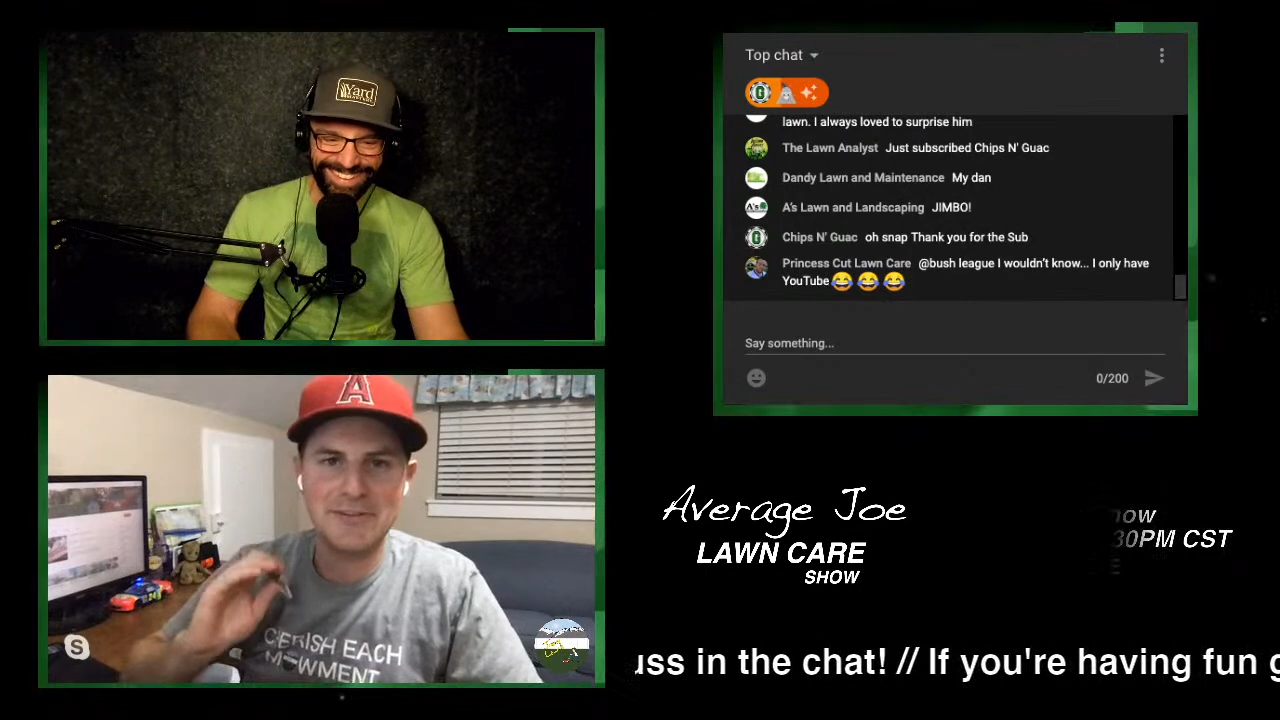 Yard
Top chat
G
lawn. I always loved to surprise him
The Lawn Analyst Just subscribed Chips N' Guac
Dandy Lawn and Maintenance My dan
A's
A's Lawn and Landscaping JIMBO!
G
Chips N' Guac oh snap Thank you for the Sub
Princess Cut Lawn Care @bush league I wouldn't know... I only have
YouTube 😂 😂 😂
Say something...
0/200
A
24
CHERISH EACH
MOWMENT
S
Average Joe
LAWN CARE
SHOW
now
30PM CST
uss in the chat! // If you're having fun g